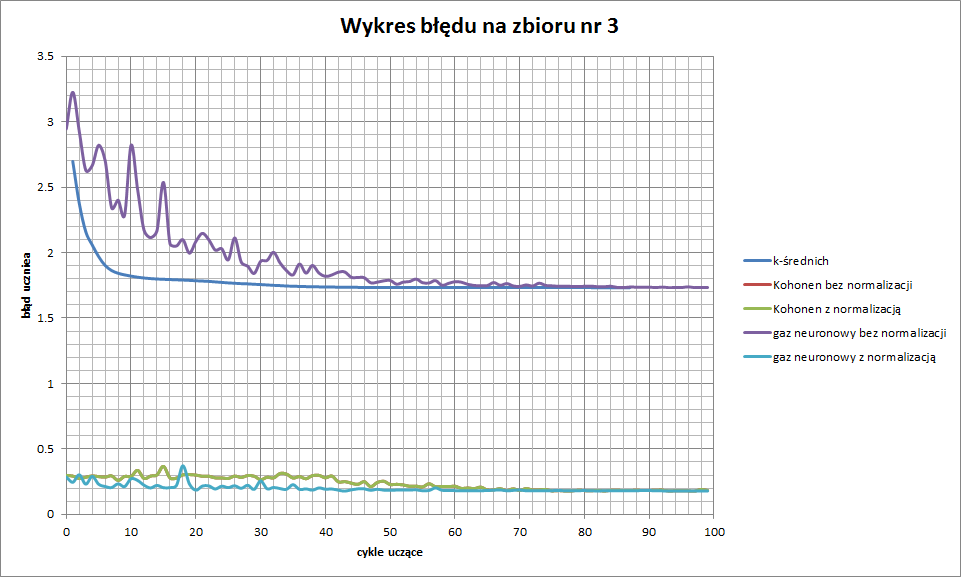 Wykres błędu na zbioru nr 3
3.5
3
2.5
2
1.5
1
0.5
0
błąd uczniea
0 10 20 30 40 50 60 70 80 90 100
cykle uczące
k-średnich
Kohonen bez normalizacji
Kohonen z normalizacją
gaz neuronowy bez normalizacji
gaz neuronowy z normalizacją